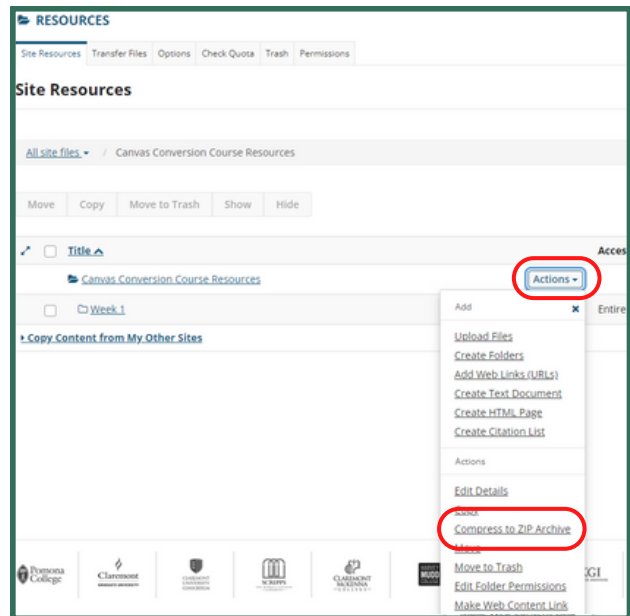 RESOURCES
Site Resources Transfer Files Options Check Quota Trash Permissions
Site Resources
All site files / Canvas Conversion Course Resources
Move Copy Move to Trash Show Hide
Title Acces
Canvas Conversion Course Resources Actions
Add x
Week 1 Entire
Copy Content from My Other Sites
Upload Files
Create Folders
Add Web Links (URLs)
Create Text Document
Create HTML Page
Create Citation List
Actions
Edit Details
Copy
Compress to ZIP Archive
Move
Move to Trash
Edit Folder Permissions
Make Web Content Link
Pomona College
Claremont
SCRIPPS
CLAREMONT MCKENNA COLLEGE
MUDD
GI